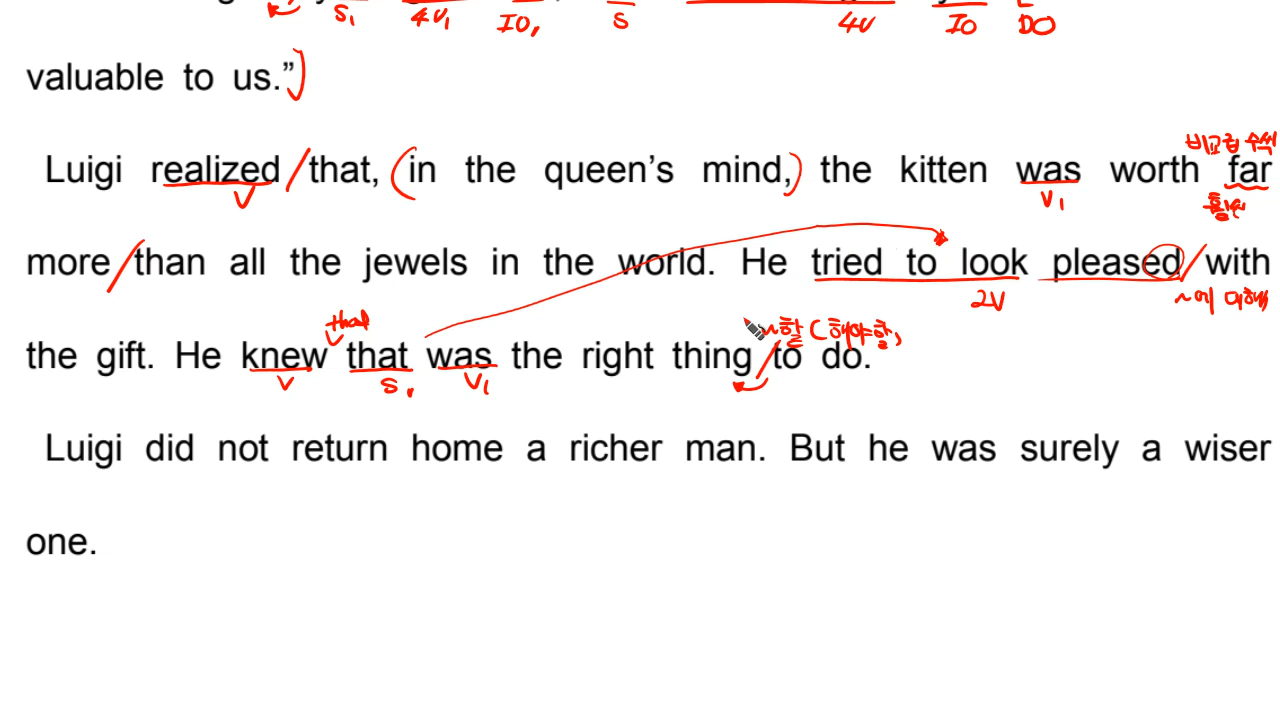 S₁ 4V₁ IO₁ S 4V IO DO
valuable to us.”
비교급 수식
Luigi realized that, in the queen’s mind, the kitten was worth far
V V₁ 훨씬
more than all the jewels in the world. He tried to look pleased with
2V ~에 대해
that ~할 (해야할)
the gift. He knew that was the right thing to do.
V S₁ V₁
Luigi did not return home a richer man. But he was surely a wiser
one.